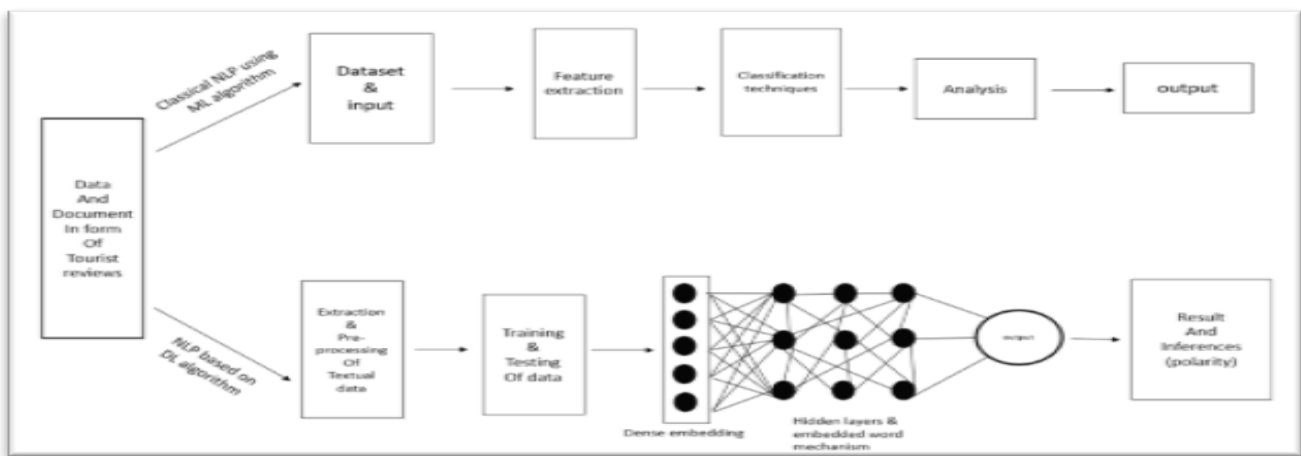 Data
And
Document
In form
Of
Tourist
reviews
Classical NLP using
ML algorithm
Dataset
&
input
Feature
extraction
Classification
techniques
Analysis
output
NLP based on
DL algorithm
Extraction
&
Pre-
processing
Of
Textual
data
Training
&
Testing
Of data
Dense embedding
Hidden layers &
embedded word
mechanism
output
Result
And
Inferences
(polarity)